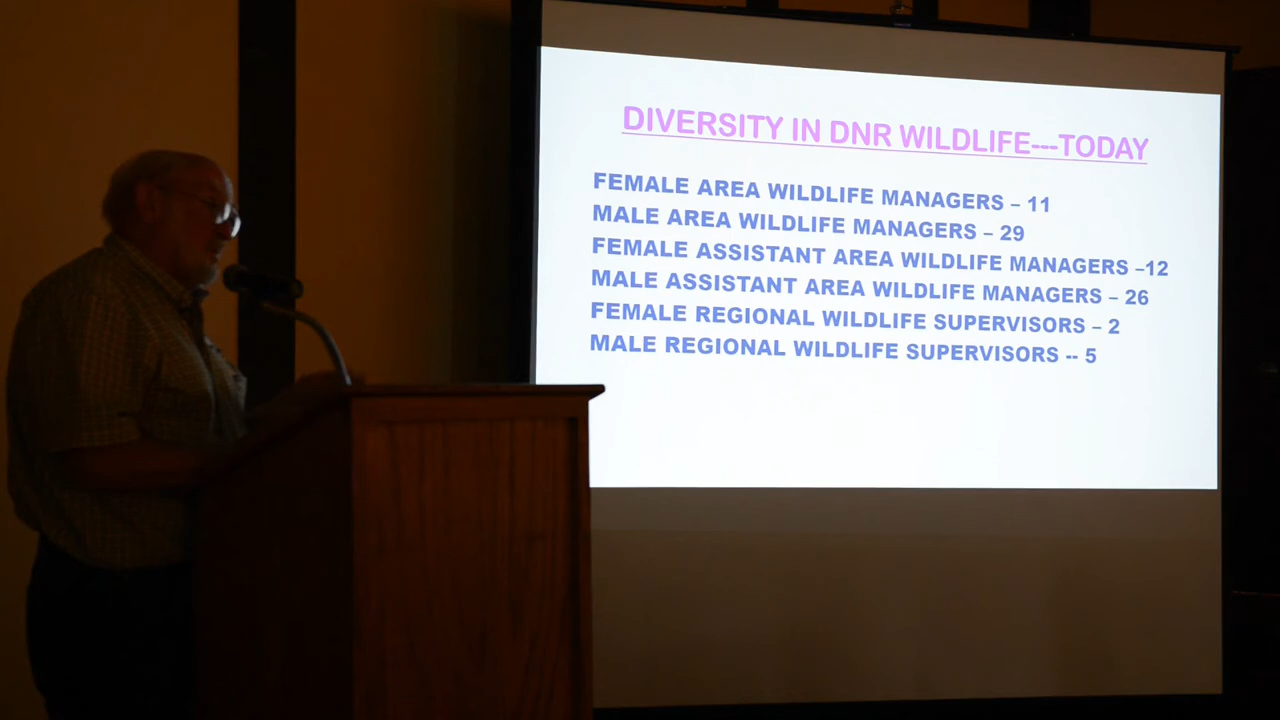 DIVERSITY IN DNR WILDLIFE---TODAY
FEMALE AREA WILDLIFE MANAGERS – 11
MALE AREA WILDLIFE MANAGERS – 29
FEMALE ASSISTANT AREA WILDLIFE MANAGERS –12
MALE ASSISTANT AREA WILDLIFE MANAGERS – 26
FEMALE REGIONAL WILDLIFE SUPERVISORS – 2
MALE REGIONAL WILDLIFE SUPERVISORS -- 5